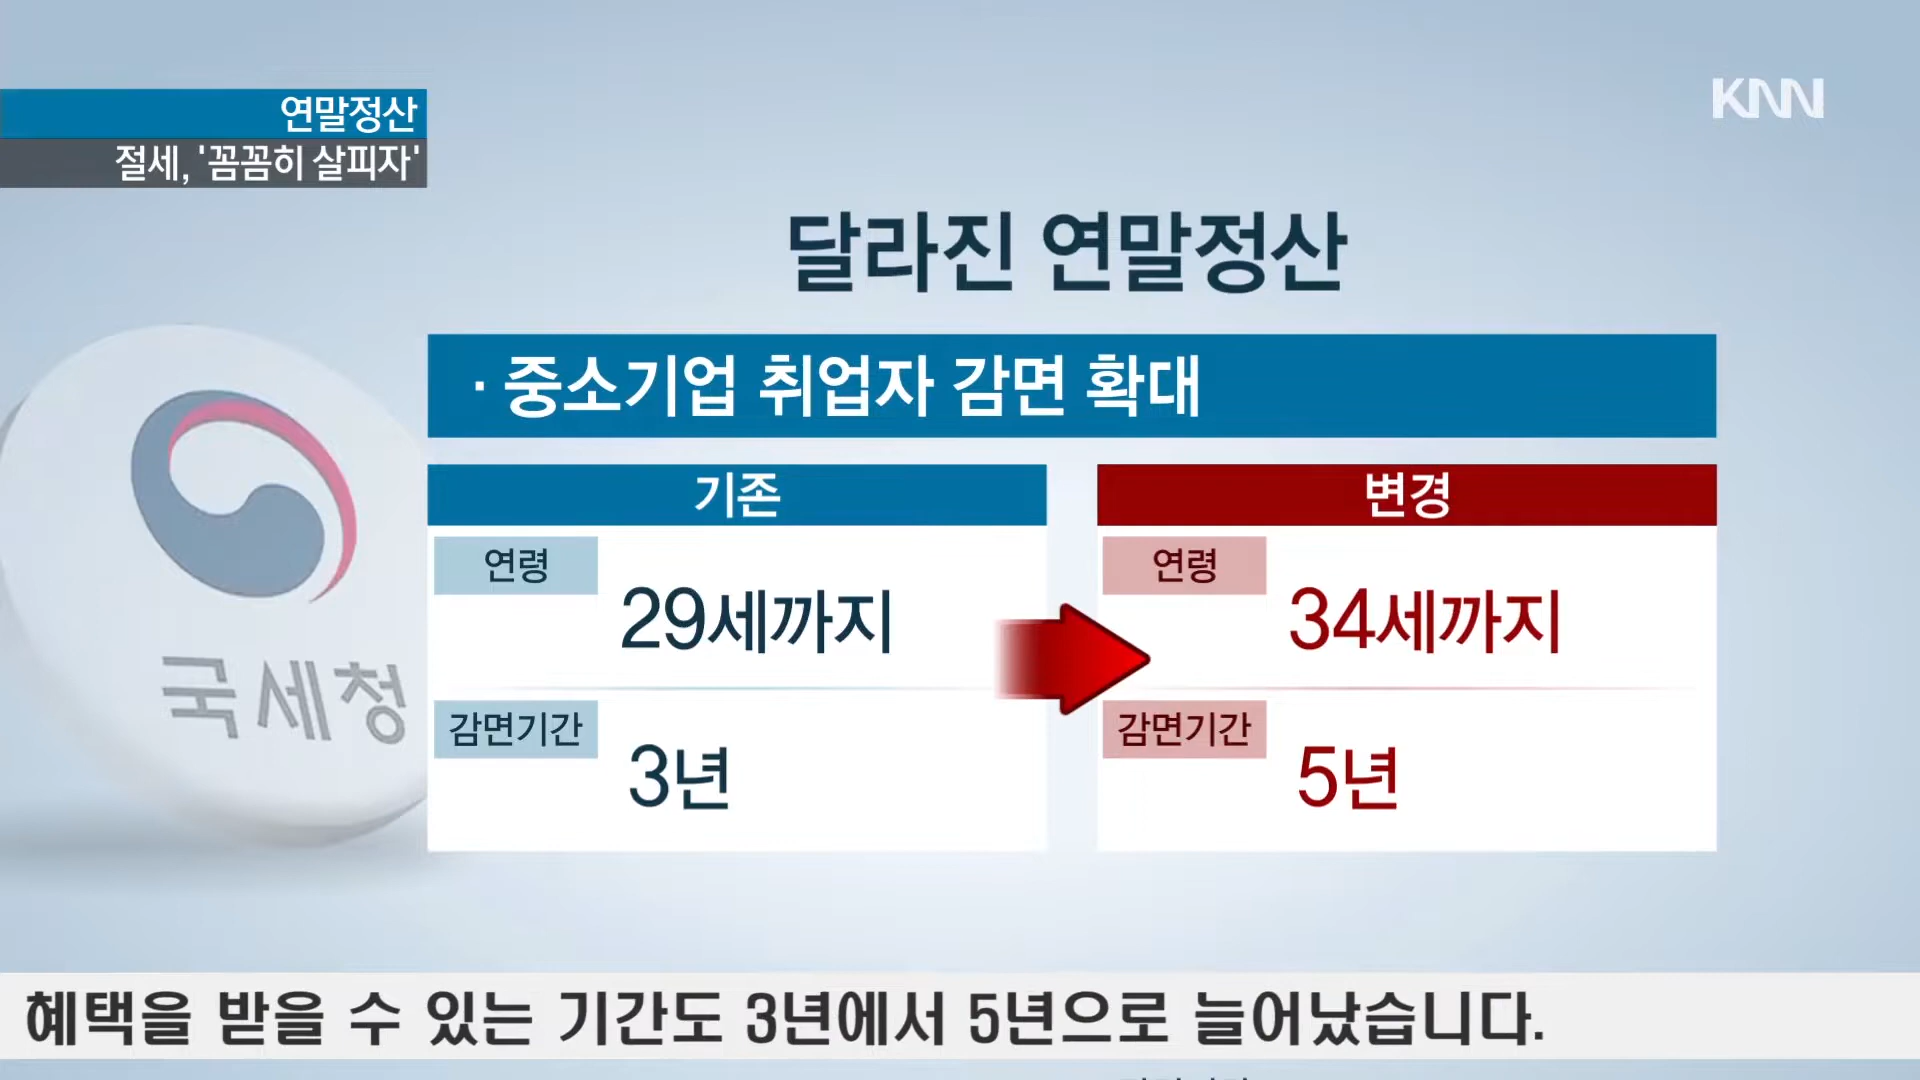 연말정산
절세, '꼼꼼히 살피자'
KNN
달라진 연말정산
· 중소기업 취업자 감면 확대
기존
변경
연령
29세까지
연령
34세까지
감면기간
3년
감면기간
5년
국세청
혜택을 받을 수 있는 기간도 3년에서 5년으로 늘어났습니다.